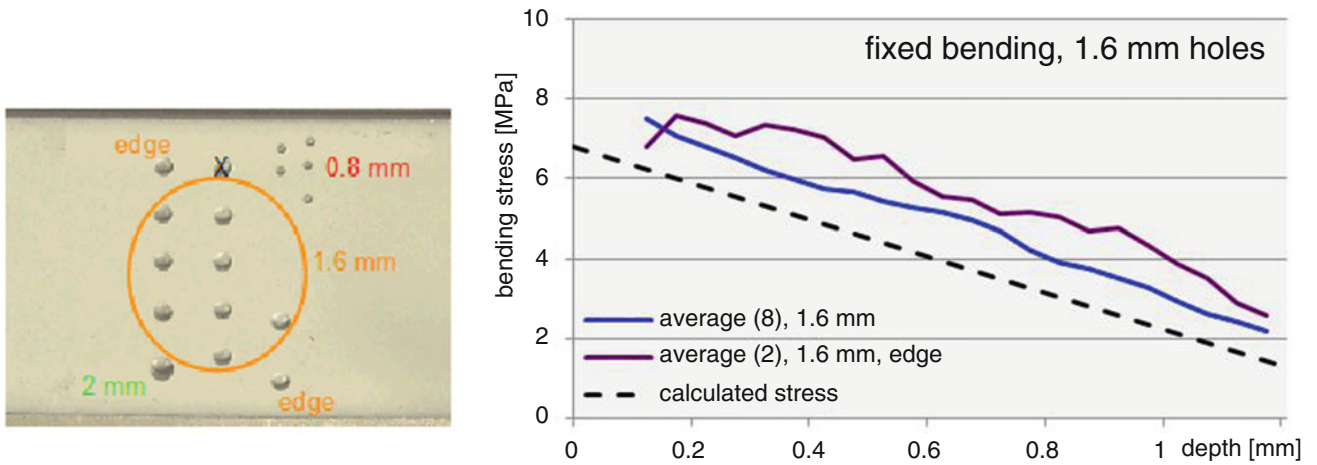 edge
X
0.8 mm
1.6 mm
2 mm
edge
fixed bending, 1.6 mm holes
bending stress [MPa]
10
8
6
4
2
0
average (8), 1.6 mm
average (2), 1.6 mm, edge
calculated stress
0
0.2
0.4
0.6
0.8
1
depth [mm]